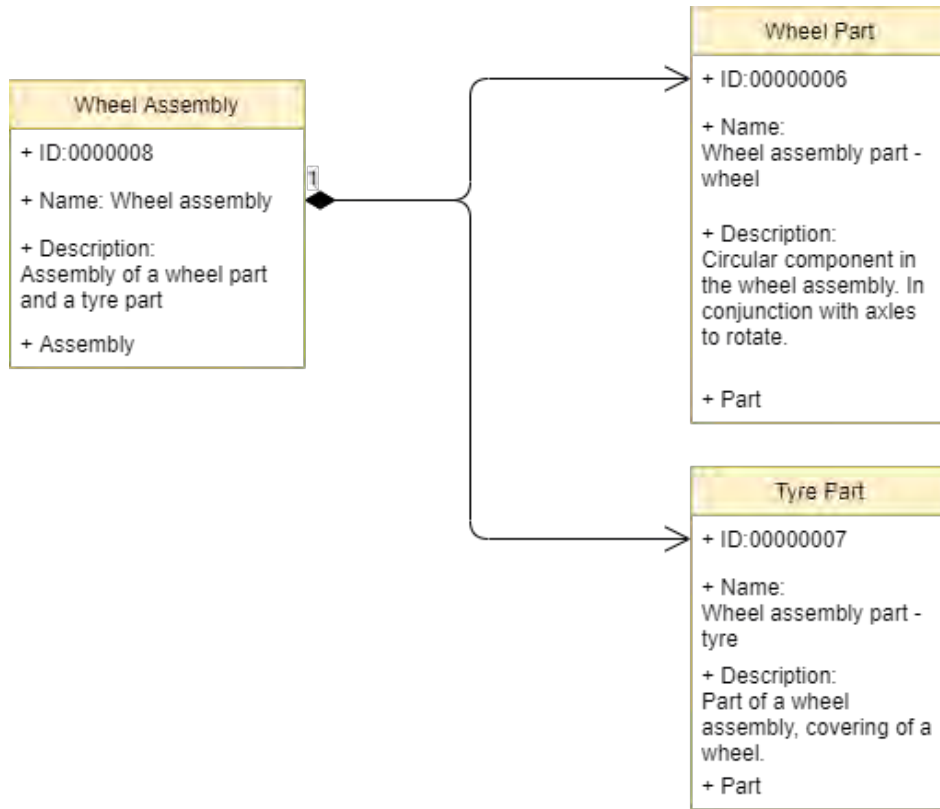 Wheel Assembly
+ ID:0000008
+ Name: Wheel assembly
+ Description:
Assembly of a wheel part
and a tyre part
+ Assembly
1
Wheel Part
+ ID:00000006
+ Name:
Wheel assembly part -
wheel
+ Description:
Circular component in
the wheel assembly. In
conjunction with axles
to rotate.
+ Part
Tyre Part
+ ID:00000007
+ Name:
Wheel assembly part -
tyre
+ Description:
Part of a wheel
assembly, covering of a
wheel.
+ Part